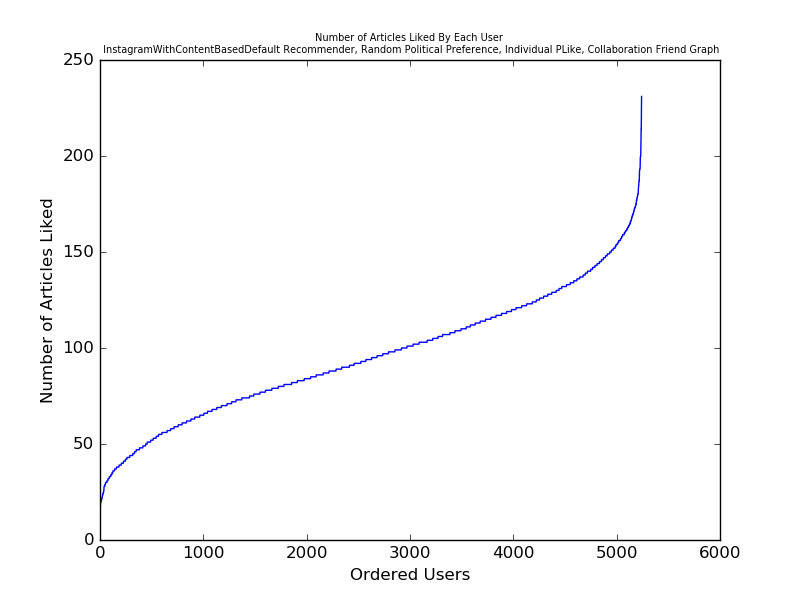 Number of Articles Liked By Each User
InstagramWithContentBasedDefault Recommender, Random Political Preference, Individual PLike, Collaboration Friend Graph
250
200
150
100
50
0
Number of Articles Liked
0 1000 2000 3000 4000 5000 6000
Ordered Users